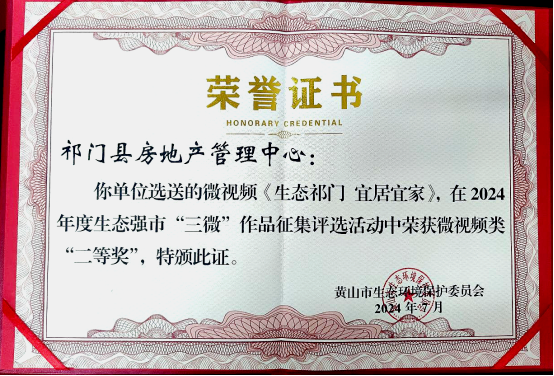 荣誉证书
HONORARY CREDENTIAL
祁门县房地产管理中心：
你单位选送的微视频《生态祁门 宜居宜家》，在2024
年度生态强市“三微”作品征集评选活动中荣获微视频类
“二等奖”，特颁此证。
黄山市生态环境保护委员会
2024年7月